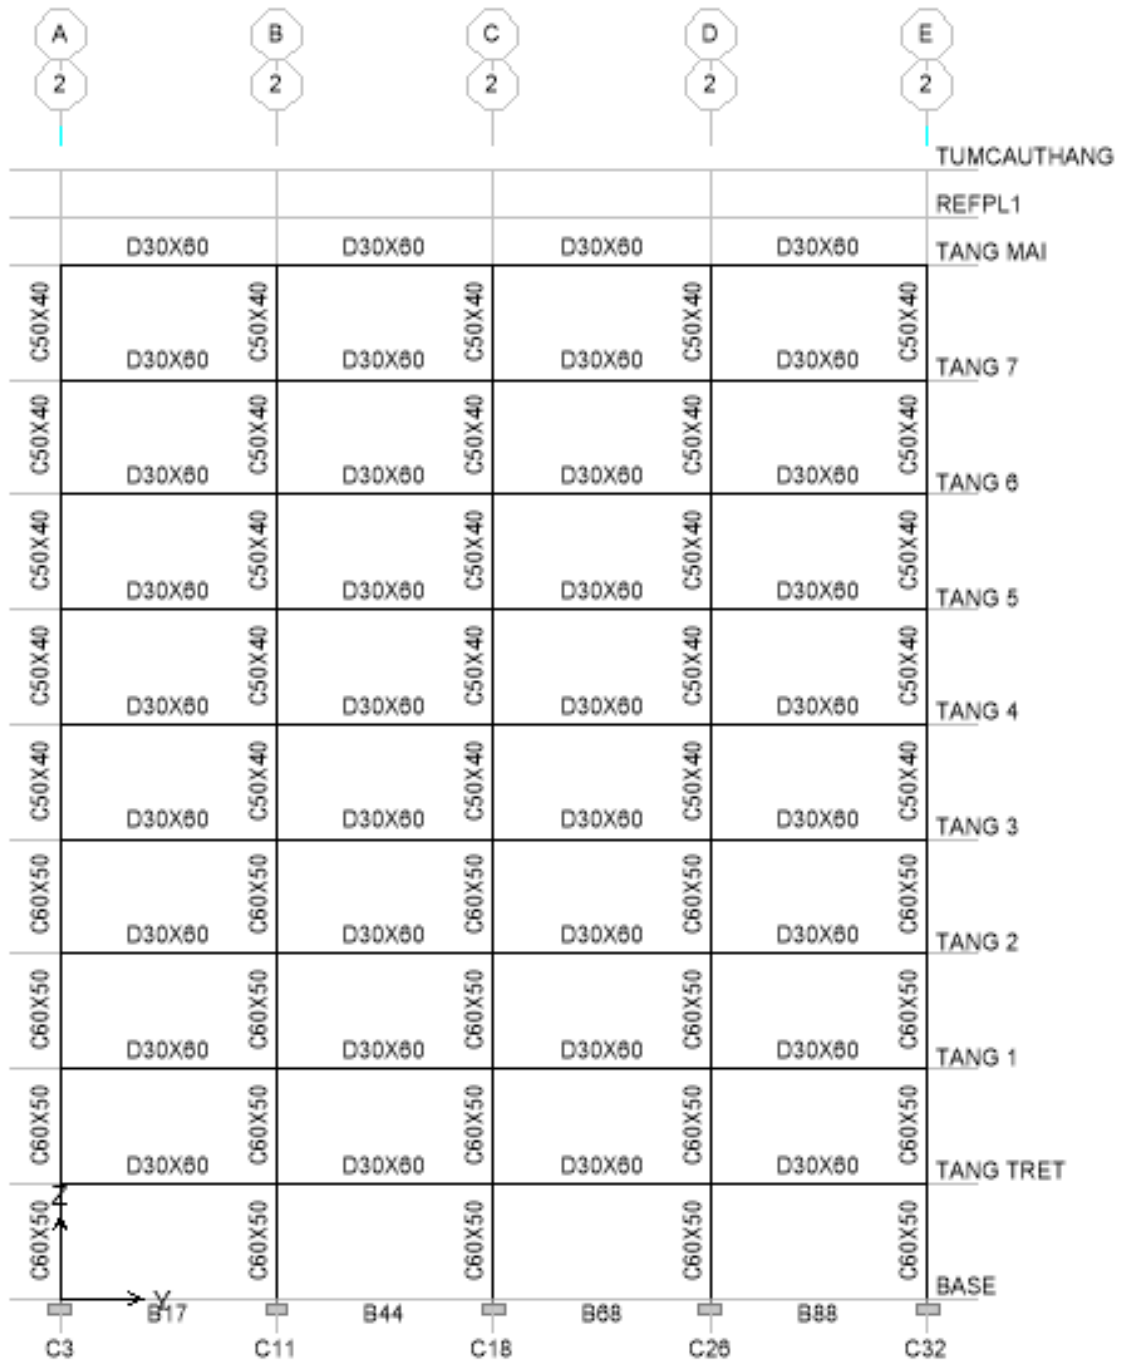 A B C D E
2 2 2 2 2
TUMCAUTHANG
REFPL1
D30X60 D30X60 D30X60 D30X60 TANG MAI
C50X40 C50X40 C50X40 C50X40 C50X40
D30X60 D30X60 D30X60 D30X60 TANG 7
C50X40 C50X40 C50X40 C50X40 C50X40
D30X60 D30X60 D30X60 D30X60 TANG 6
C50X40 C50X40 C50X40 C50X40 C50X40
D30X60 D30X60 D30X60 D30X60 TANG 5
C50X40 C50X40 C50X40 C50X40 C50X40
D30X60 D30X60 D30X60 D30X60 TANG 4
C50X40 C50X40 C50X40 C50X40 C50X40
D30X60 D30X60 D30X60 D30X60 TANG 3
C60X50 C60X50 C60X50 C60X50 C60X50
D30X60 D30X60 D30X60 D30X60 TANG 2
C60X50 C60X50 C60X50 C60X50 C60X50
D30X60 D30X60 D30X60 D30X60 TANG 1
C60X50 C60X50 C60X50 C60X50 C60X50
D30X60 D30X60 D30X60 D30X60 TANG TRET
Z
C60X50 C60X50 C60X50 C60X50 C60X50
BASE
Y
B17 B44 B68 B88
C3 C11 C18 C26 C32